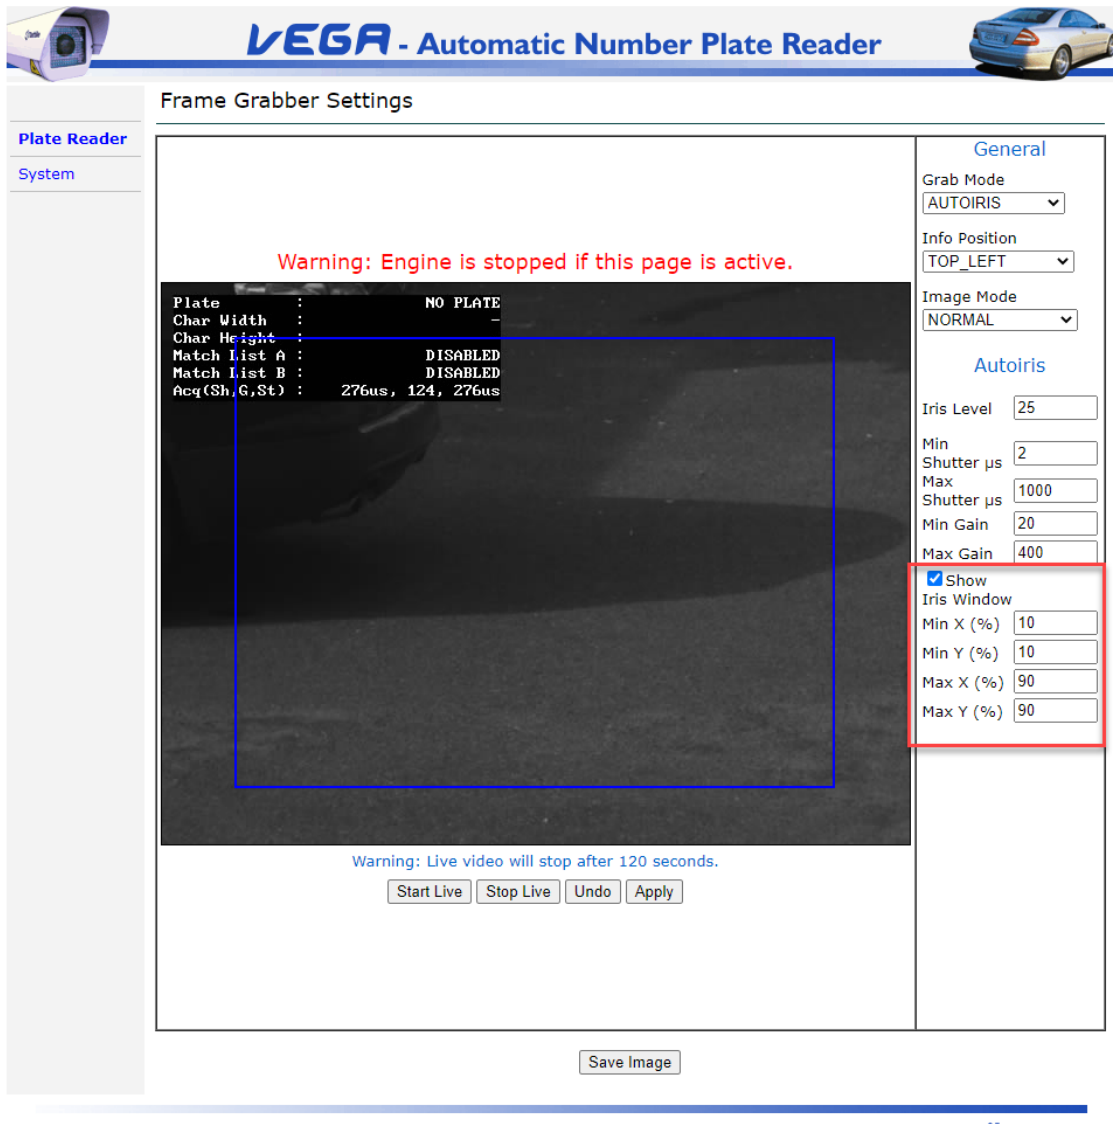 VEGA - Automatic Number Plate Reader
Frame Grabber Settings
Plate Reader
System
Warning: Engine is stopped if this page is active.
Plate : NO PLATE
Char Width : -
Char Height :
Match List A : DISABLED
Match List B : DISABLED
Acq(Sh,G,St) : 276us, 124, 276us
Warning: Live video will stop after 120 seconds.
Start Live Stop Live Undo Apply
General
Grab Mode
AUTOIRIS
Info Position
TOP_LEFT
Image Mode
NORMAL
Autoiris
Iris Level 25
Min
Shutter µs 2
Max
Shutter µs 1000
Min Gain 20
Max Gain 400
Show
Iris Window
Min X (%) 10
Min Y (%) 10
Max X (%) 90
Max Y (%) 90
Save Image